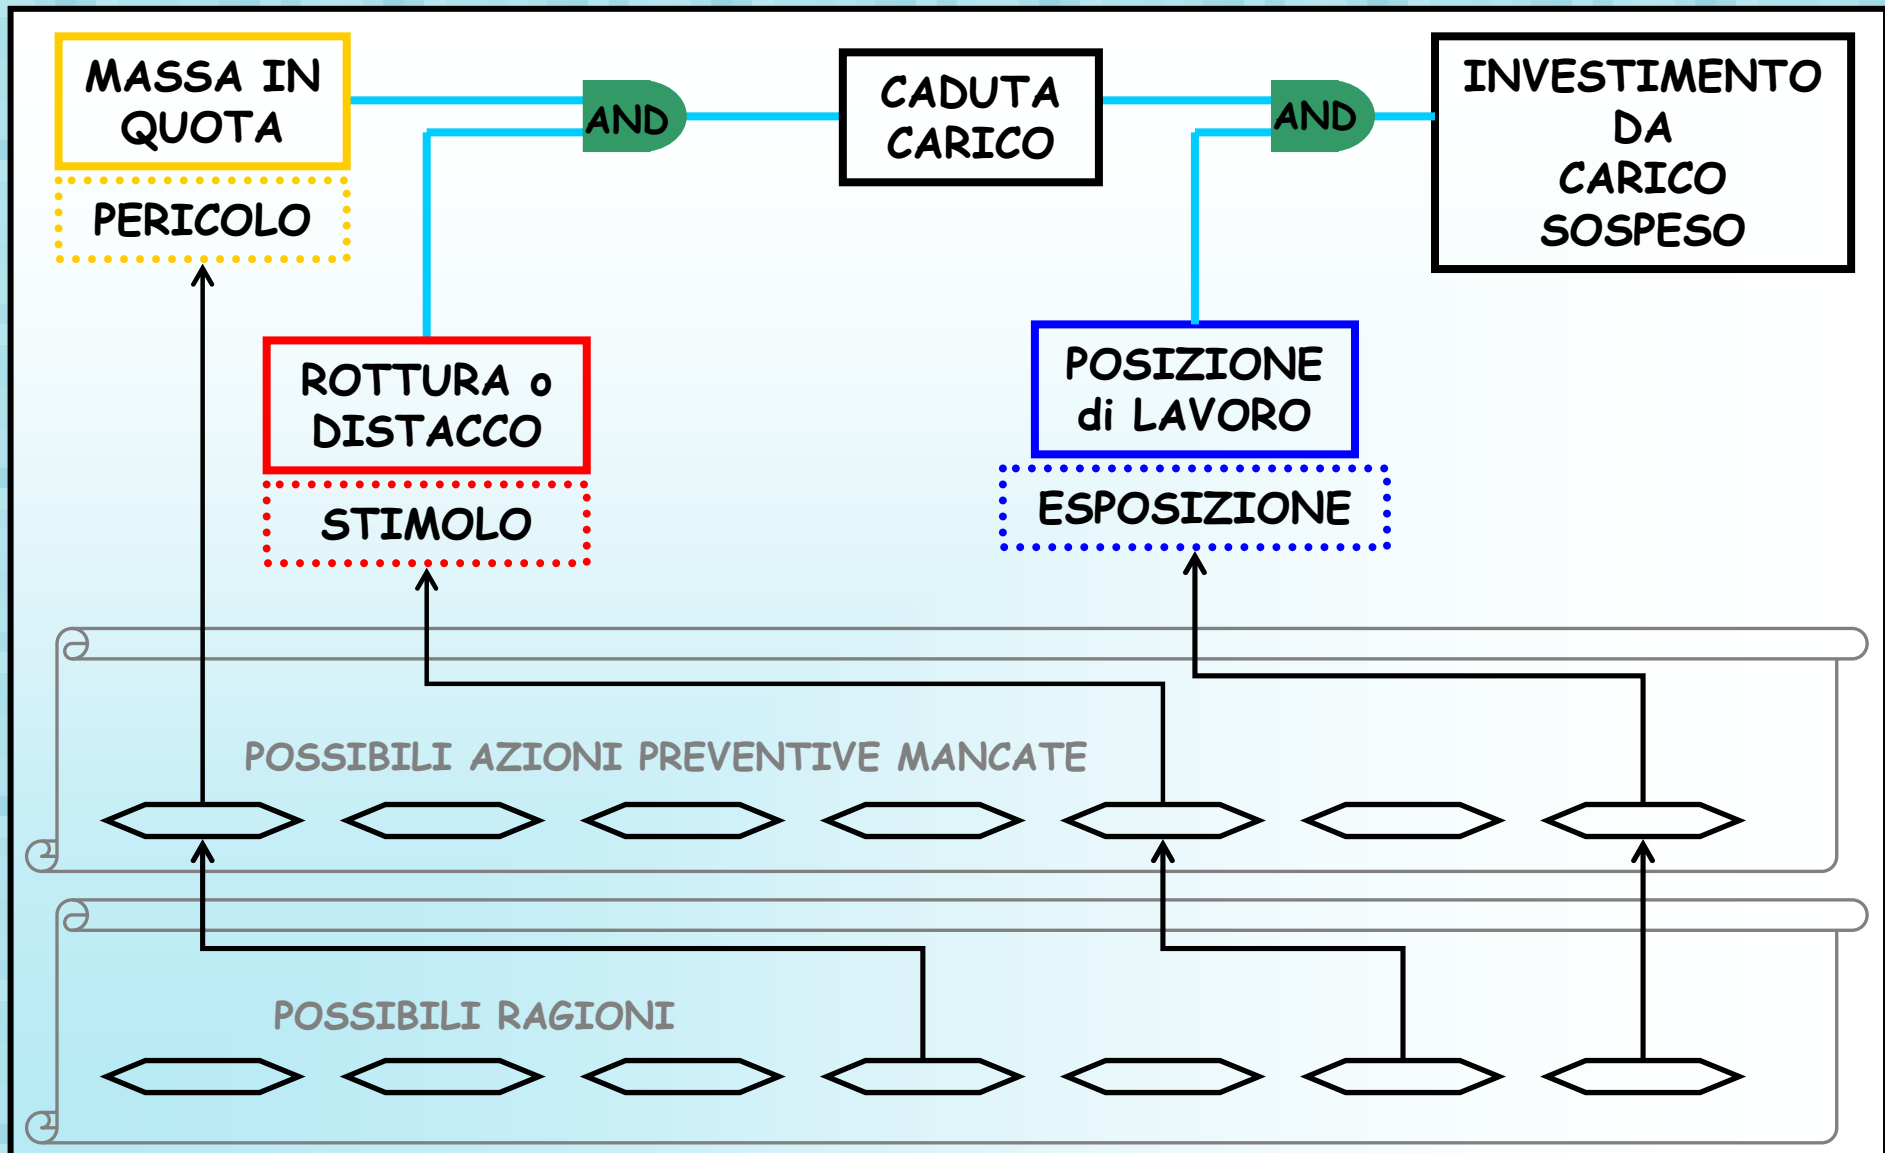 MASSA IN
QUOTA
PERICOLO
AND
CADUTA
CARICO
AND
INVESTIMENTO
DA
CARICO
SOSPESO
ROTTURA o
DISTACCO
STIMOLO
POSIZIONE
di LAVORO
ESPOSIZIONE
POSSIBILI AZIONI PREVENTIVE MANCATE
POSSIBILI RAGIONI